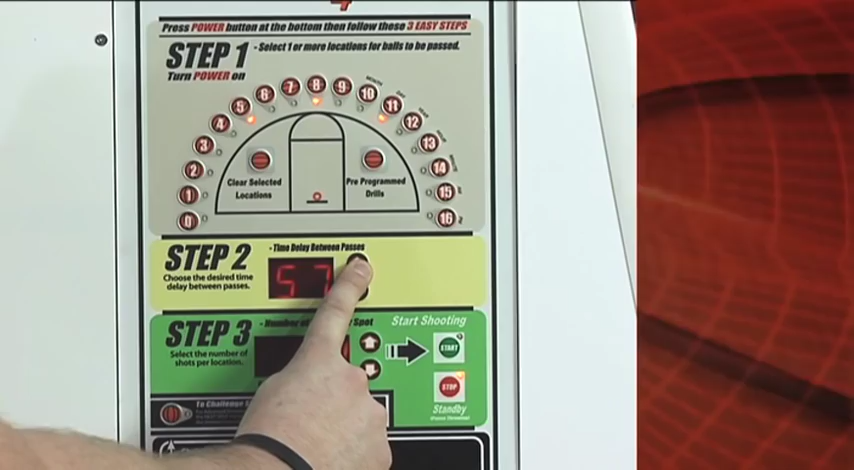 Press POWER button at the bottom then follow these 3 EASY STEPS
STEP 1 - Select 1 or more locations for balls to be passed.
Turn POWER on
0
1
2
3
4
5
6
7
8
9
10
11
12
13
14
15
16
MONTH
DAY
Clear Selected
Locations
Pre Programmed
Drills
STEP 2 - Time Delay Between Passes
Choose the desired time
delay between passes.
57
STEP 3 - Number Spot
Select the number of
shots per location.
Start Shooting
START
STOP
Standby
To Challenge